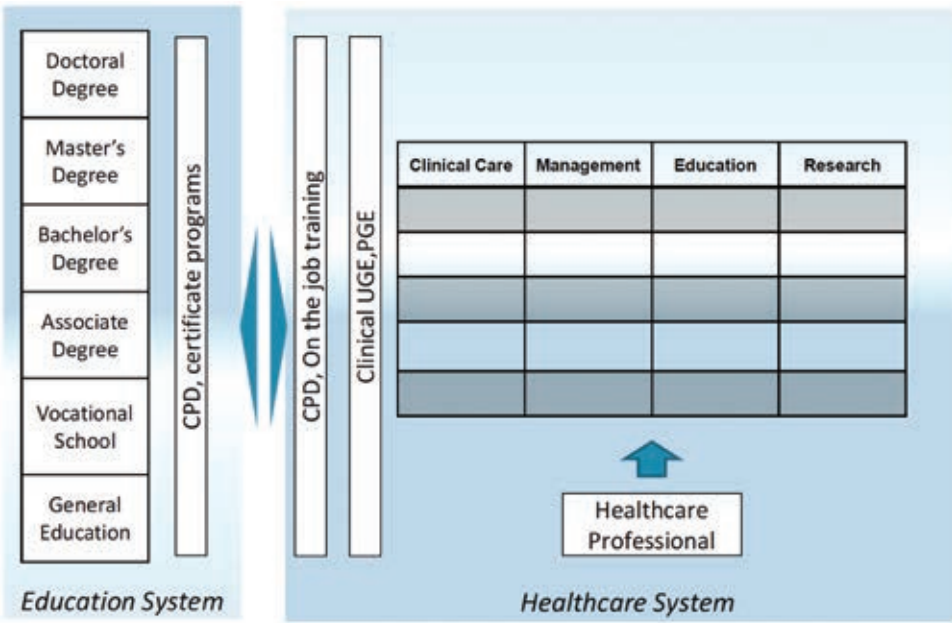 Doctoral
Degree
Master's
Degree
Bachelor's
Degree
Associate
Degree
Vocational
School
General
Education
CPD, certificate programs
Education System
CPD, On the job training
Clinical UGE,PGE
Clinical Care Management Education Research
Healthcare
Professional
Healthcare System